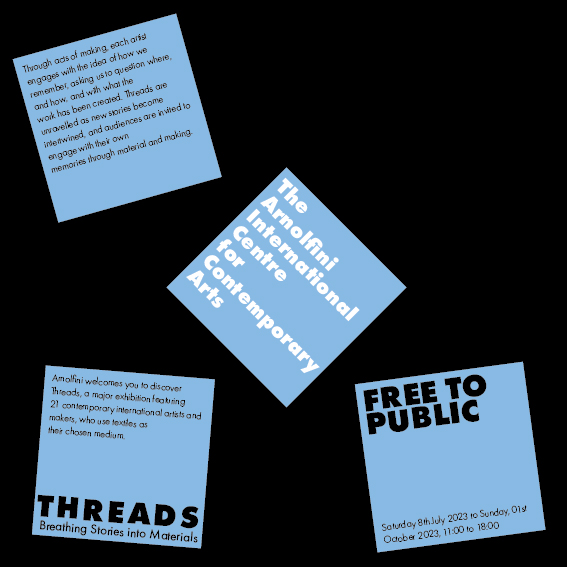 Through acts of making, each artist
engages with the idea of how we
remember, asking us to question where,
and how, and with what the
work has been created. Threads are
unravelled as new stories become
intertwined, and audiences are invited to
engage with their own
memories through material and making.
The
Arnolfini
International
Centre
for
Contemporary
Arts
Arnolfini welcomes you to discover
Threads, a major exhibition featuring
21 contemporary international artists and
makers, who use textiles as
their chosen medium.
THREADS
Breathing Stories into Materials
FREE TO
PUBLIC
Saturday 8th July 2023 to Sunday, 01st
October 2023, 11:00 to 18:00